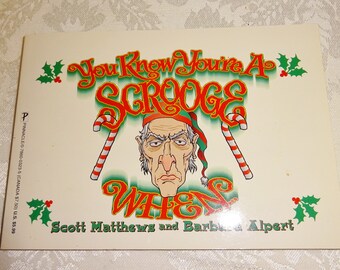 You Know You're A
SCROOGE
WHEN
Scott Matthews and Barbara Alpert